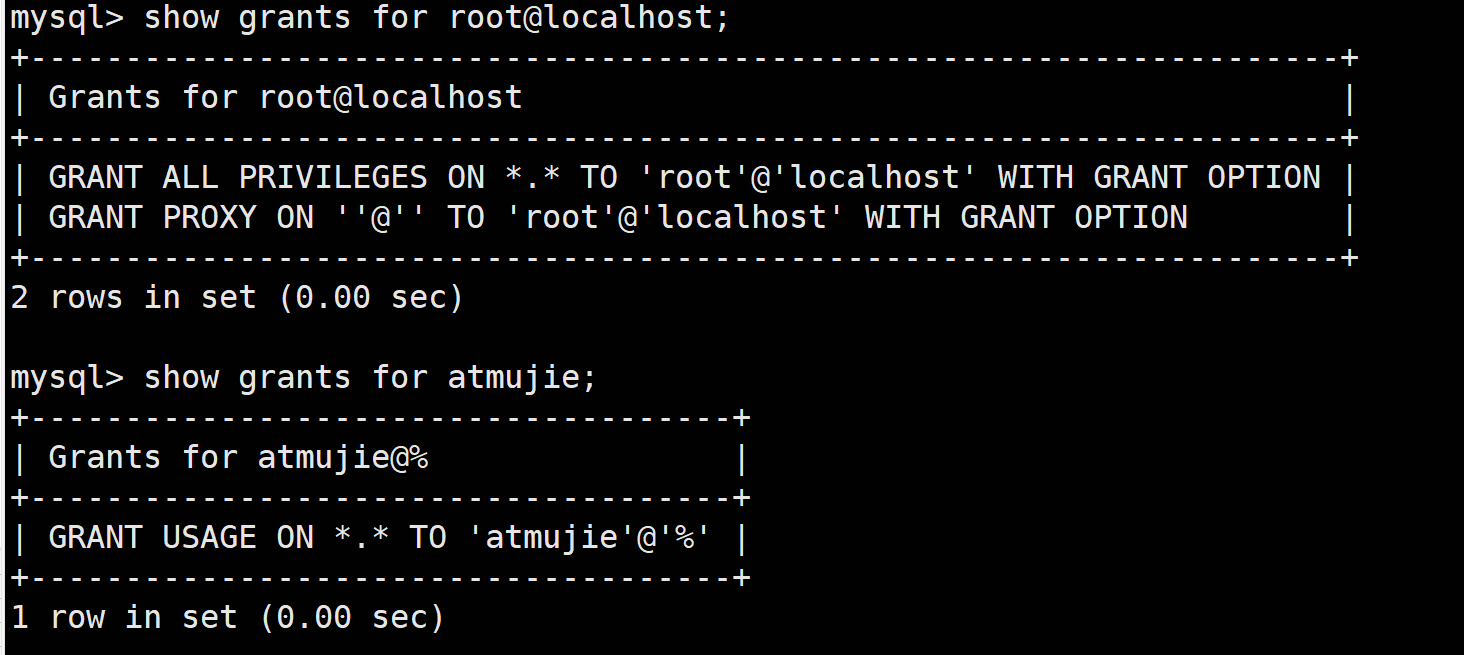 mysql> show grants for root@localhost;
+---------------------------------------------------------------------+
| Grants for root@localhost                                           |
+---------------------------------------------------------------------+
| GRANT ALL PRIVILEGES ON *.* TO 'root'@'localhost' WITH GRANT OPTION |
| GRANT PROXY ON ''@'' TO 'root'@'localhost' WITH GRANT OPTION        |
+---------------------------------------------------------------------+
2 rows in set (0.00 sec)

mysql> show grants for atmujie;
+-------------------------------------+
| Grants for atmujie@%                |
+-------------------------------------+
| GRANT USAGE ON *.* TO 'atmujie'@'%' |
+-------------------------------------+
1 row in set (0.00 sec)